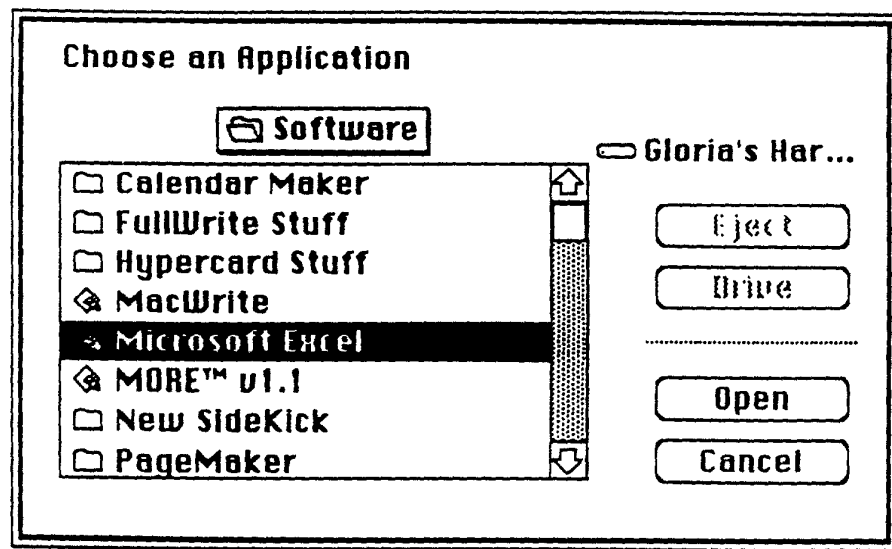 Choose an Application
Software
Gloria's Har...
Calendar Maker
FullWrite Stuff
Hypercard Stuff
MacWrite
Microsoft Excel
MORE™ v1.1
New SideKick
PageMaker
Eject
Drive
Open
Cancel